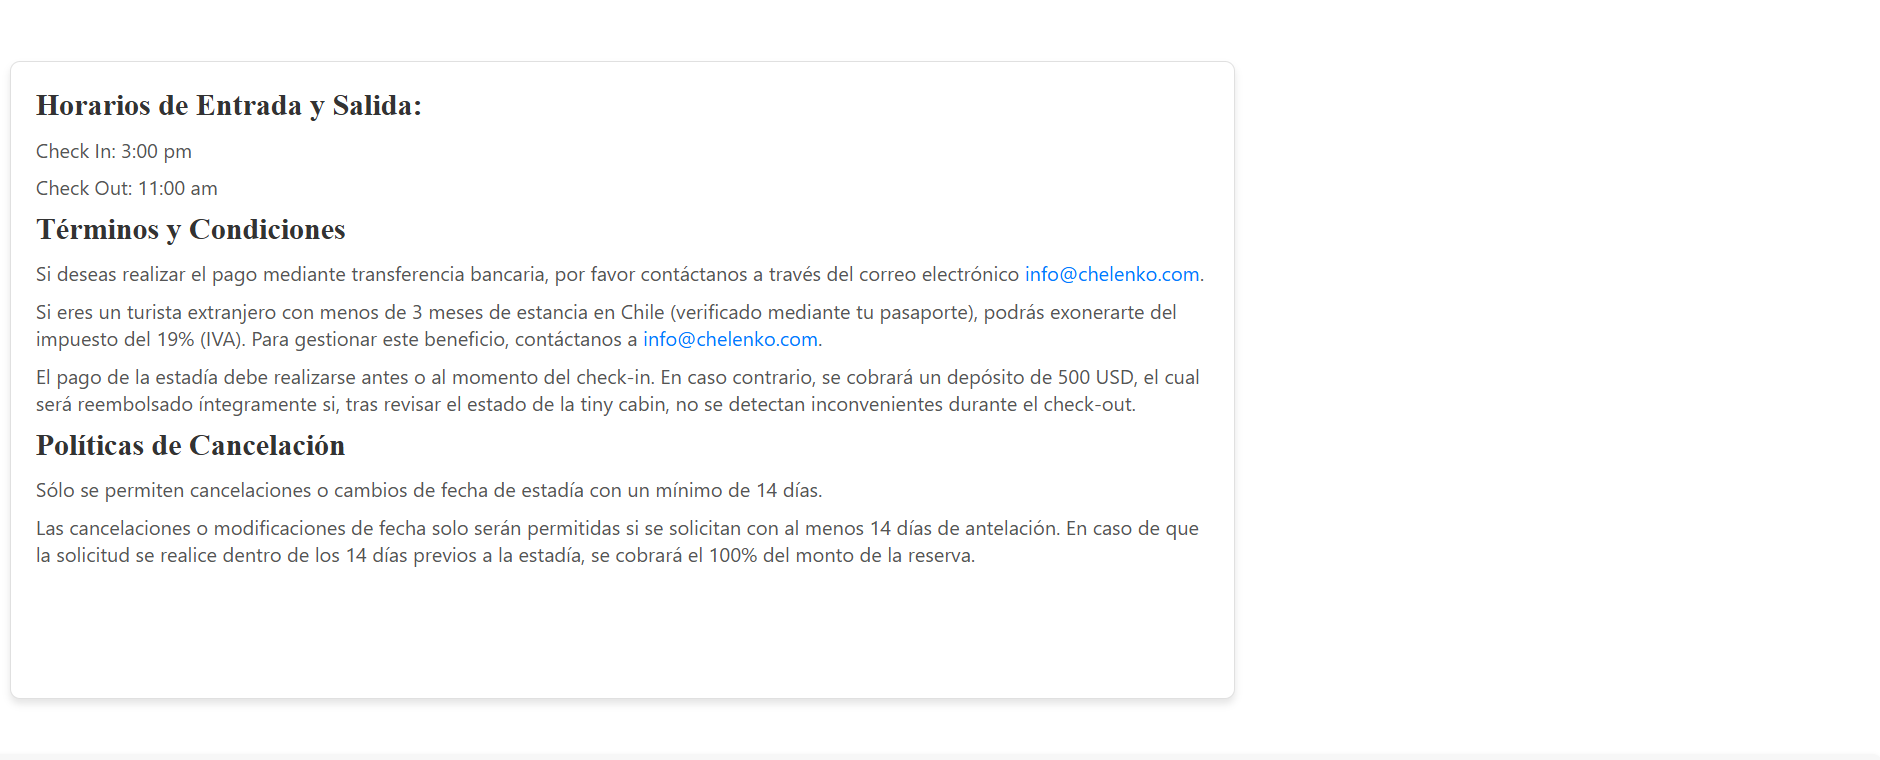 Horarios de Entrada y Salida:
Check In: 3:00 pm
Check Out: 11:00 am
Términos y Condiciones
Si deseas realizar el pago mediante transferencia bancaria, por favor contáctanos a través del correo electrónico info@chelenko.com.
Si eres un turista extranjero con menos de 3 meses de estancia en Chile (verificado mediante tu pasaporte), podrás exonerarte del
impuesto del 19% (IVA). Para gestionar este beneficio, contáctanos a info@chelenko.com.
El pago de la estadía debe realizarse antes o al momento del check-in. En caso contrario, se cobrará un depósito de 500 USD, el cual
será reembolsado íntegramente si, tras revisar el estado de la tiny cabin, no se detectan inconvenientes durante el check-out.
Políticas de Cancelación
Sólo se permiten cancelaciones o cambios de fecha de estadía con un mínimo de 14 días.
Las cancelaciones o modificaciones de fecha solo serán permitidas si se solicitan con al menos 14 días de antelación. En caso de que
la solicitud se realice dentro de los 14 días previos a la estadía, se cobrará el 100% del monto de la reserva.